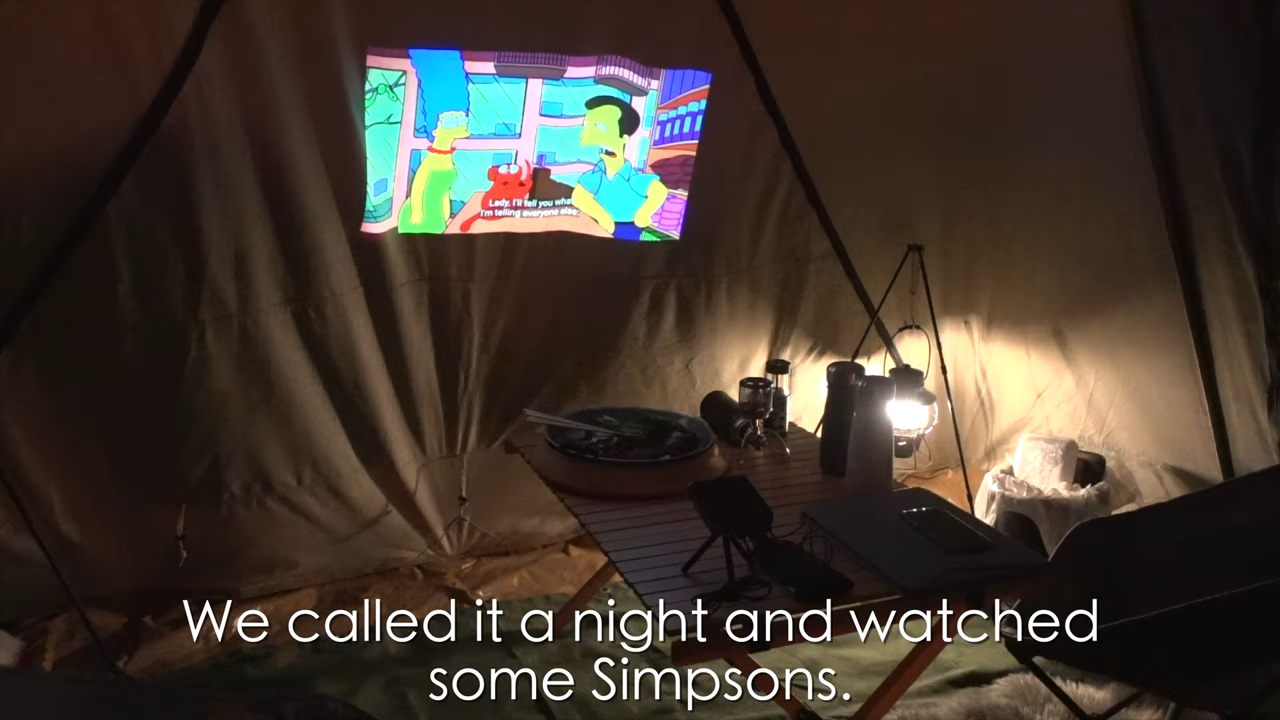 Lady, I'll tell you what
I'm telling everyone else:
We called it a night and watched
some Simpsons.